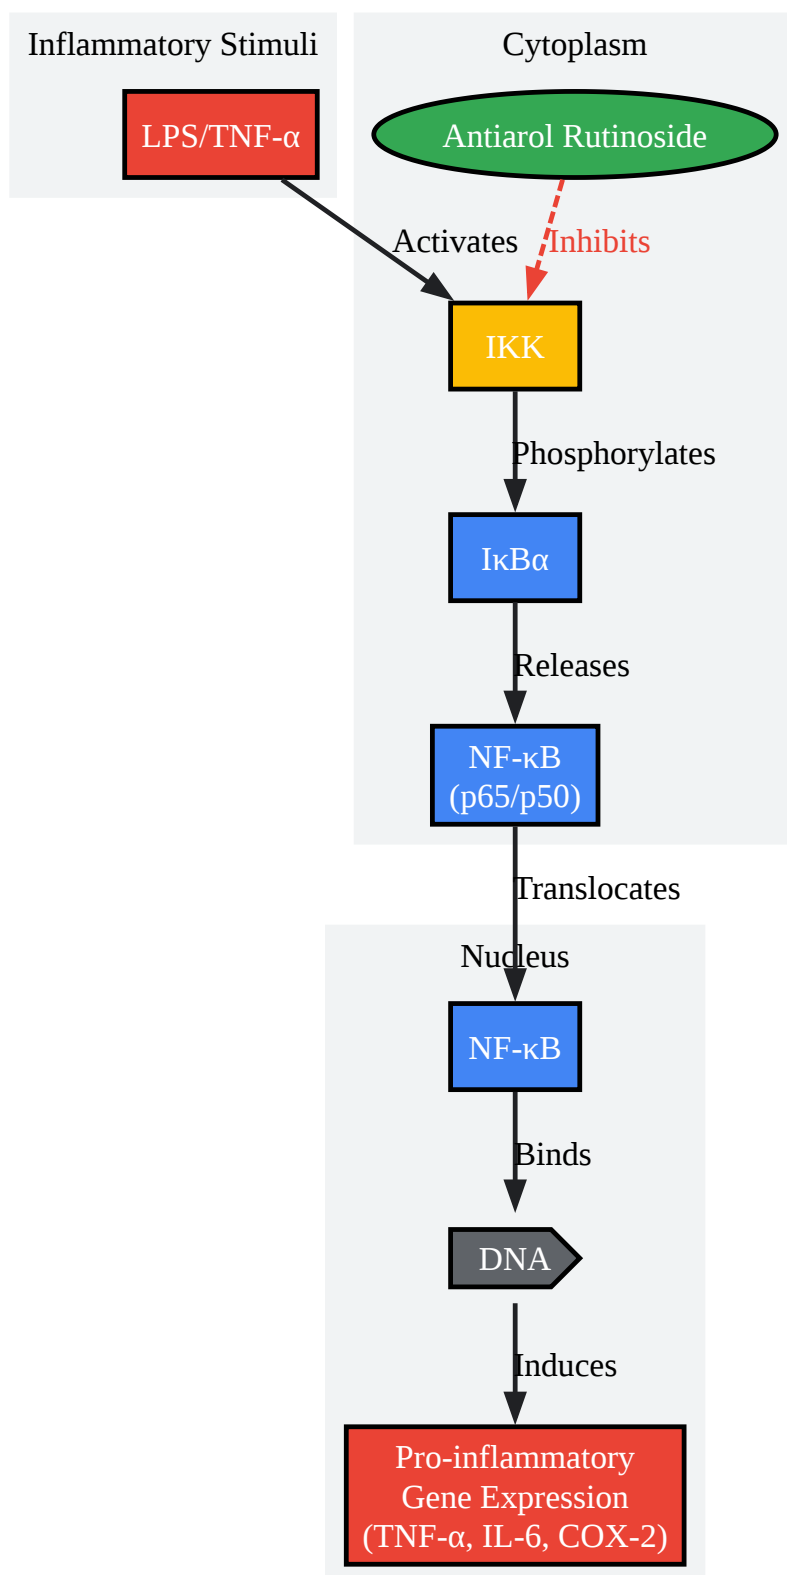 Inflammatory Stimuli
Cytoplasm
LPS/TNF-α
Antiarol Rutinoside
Activates
Inhibits
IKK
Phosphorylates
IκBα
Releases
NF-κB
(p65/p50)
Translocates
Nucleus
NF-κB
Binds
DNA
Induces
Pro-inflammatory
Gene Expression
(TNF-α, IL-6, COX-2)